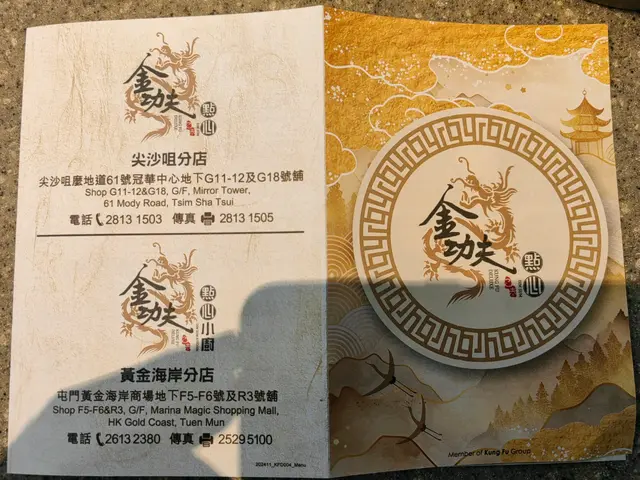 金功夫
點心
尖沙咀分店
尖沙咀麼地道61號冠華中心地下G11-12及G18號舖
Shop G11-12&G18, G/F, Mirror Tower,
61 Mody Road, Tsim Sha Tsui
電話 2813 1503 傳真 2813 1505
金功夫
點心小廚
黃金海岸分店
屯門黃金海岸商場地下F5-F6號及R3號舖
Shop F5-F6&R3, G/F, Marina Magic Shopping Mall,
HK Gold Coast, Tuen Mun
電話 2613 2380 傳真 2529 5100
金功夫
點心
KUNG FU
DELUXE
Member of Kung Fu Group